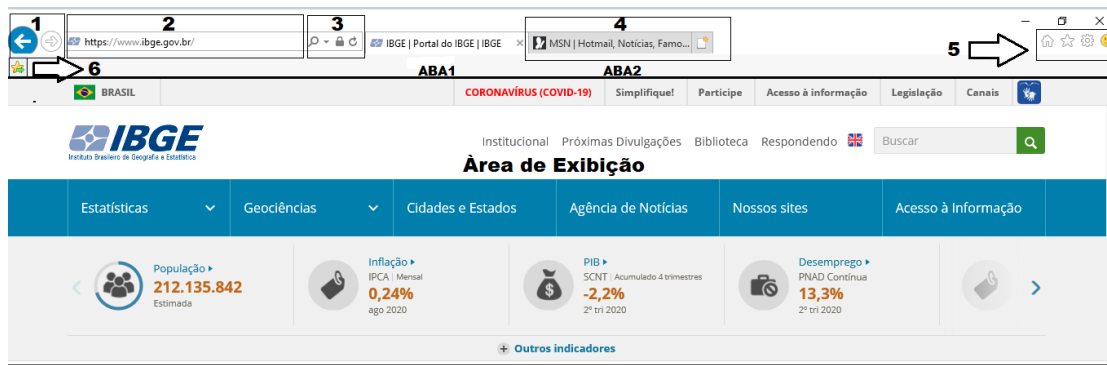 1 2 3 4
https://www.ibge.gov.br/ IBGE | Portal do IBGE | IBGE × MSN | Hotmail, Notícias, Famo...
5
6 ABA1 ABA2
BRASIL CORONAVÍRUS (COVID-19) Simplifique! Participe Acesso à informação Legislação Canais
IBGE
Instituto Brasileiro de Geografia e Estatística
Institucional Próximas Divulgações Biblioteca Respondendo Buscar
Àrea de Exibição
Estatísticas Geociências Cidades e Estados Agência de Notícias Nossos sites Acesso à Informação
População
212.135.842
Estimada
Inflação
IPCA | Mensal
0,24%
ago 2020
PIB
SCNT | Acumulado 4 trimestres
-2,2%
2º tri 2020
Desemprego
PNAD Contínua
13,3%
2º tri 2020
+ Outros indicadores